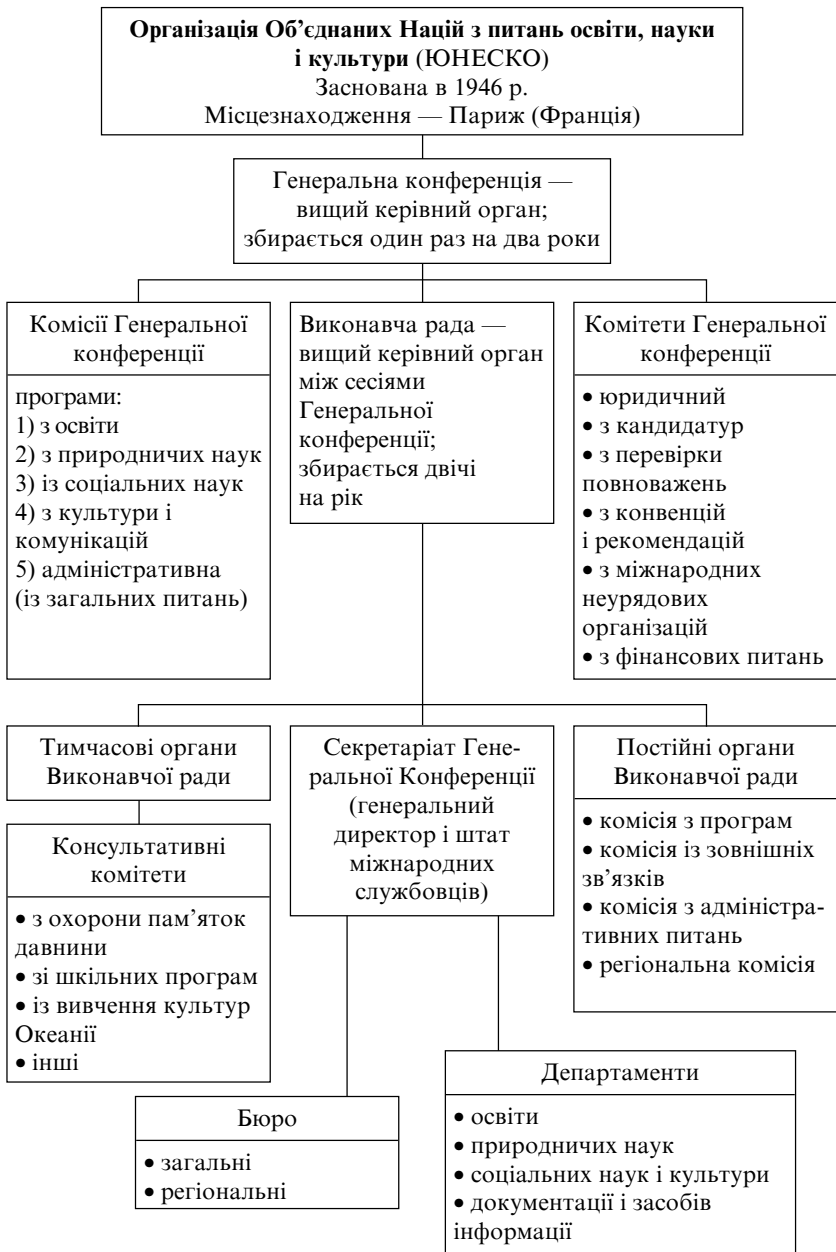 Організація Об’єднаних Націй з питань освіти, науки
і культури (ЮНЕСКО)
Заснована в 1946 р.
Місцезнаходження — Париж (Франція)
Генеральна конференція —
вищий керівний орган;
збирається один раз на два роки
Комісії Генеральної
конференції
програми:
1) з освіти
2) з природничих наук
3) із соціальних наук
4) з культури і
комунікацій
5) адміністративна
(із загальних питань)
Виконавча рада —
вищий керівний орган
між сесіями
Генеральної
конференції;
збирається двічі
на рік
Комітети Генеральної
конференції
• юридичний
• з кандидатур
• з перевірки
повноважень
• з конвенцій
і рекомендацій
• з міжнародних
неурядових
організацій
• з фінансових питань
Тимчасові органи
Виконавчої ради
Консультативні
комітети
• з охорони пам’яток
давнини
• зі шкільних програм
• із вивчення культур
Океанії
• інші
Секретаріат Гене-
ральної Конференції
(генеральний
директор і штат
міжнародних
службовців)
Постійні органи
Виконавчої ради
• комісія з програм
• комісія із зовнішніх
зв'язків
• комісія з адміністра-
тивних питань
• регіональна комісія
Бюро
• загальні
• регіональні
Департаменти
• освіти
• природничих наук
• соціальних наук і культури
• документації і засобів
інформації